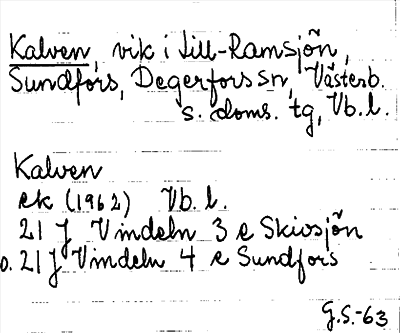 Kalven, vik i Lill-Ramsjön,
Sundfors, Degerfors sn, Västerb.
s. doms. tg, Vb. l.
Kalven
ek (1962) Vb. l.
21 J Vindeln 3 e Skivsjön
o. 21 J Vindeln 4 e Sundfors
G.S.-63